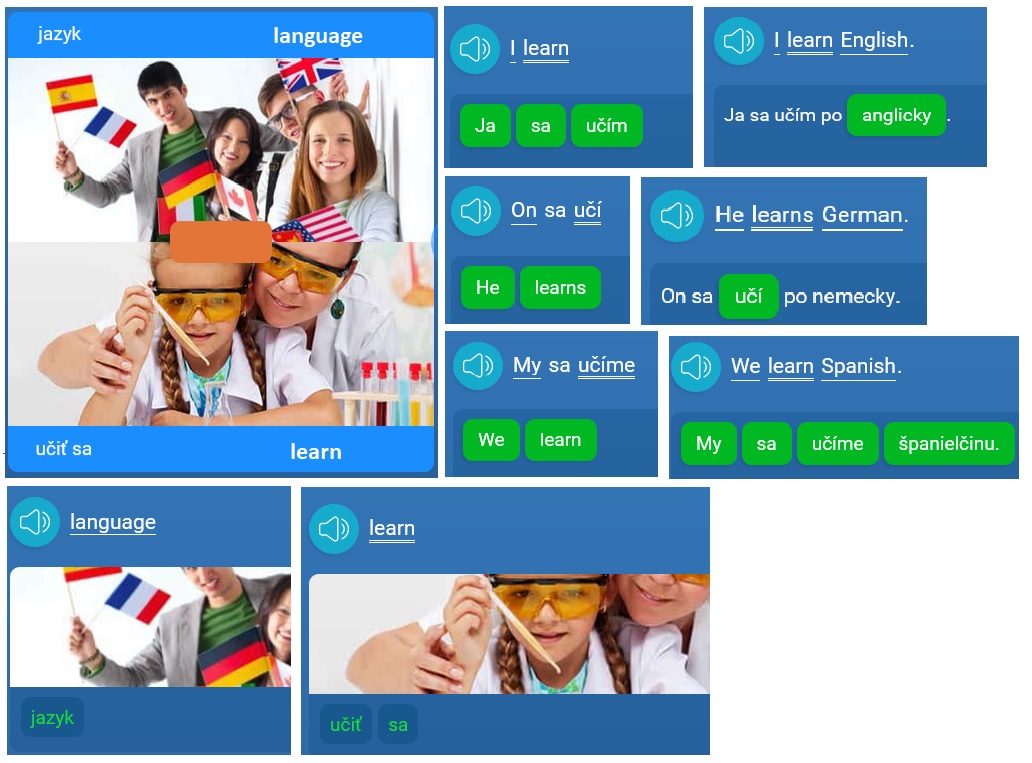 jazyk language
učiť sa learn
I learn
Ja sa učím
I learn English.
Ja sa učím po anglicky.
On sa učí
He learns
He learns German.
On sa učí po nemecky.
My sa učíme
We learn
We learn Spanish.
My sa učíme španielčinu.
language
jazyk
learn
učiť sa